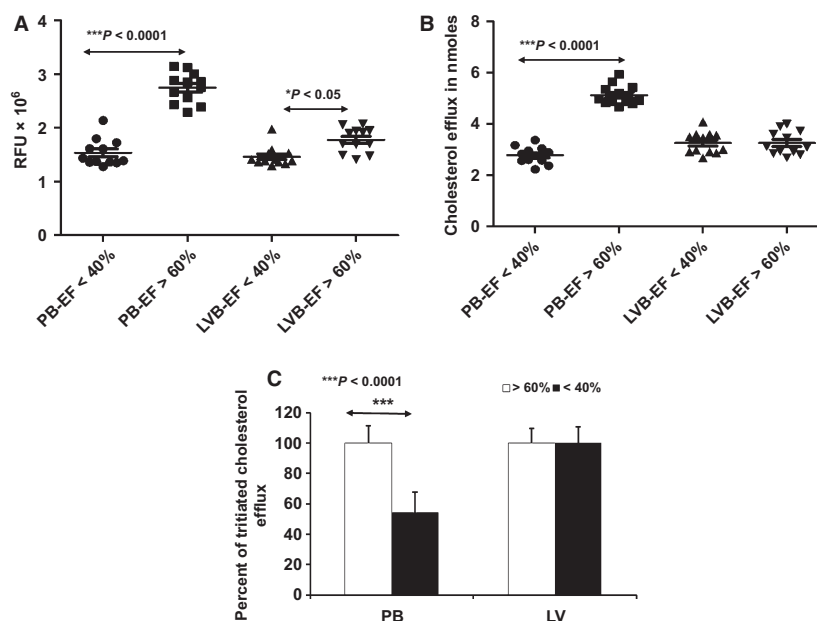 A
RFU × 10⁶
4
3
2
1
0
***P < 0.0001
*P < 0.05
PB-EF < 40%
PB-EF > 60%
LVB-EF < 40%
LVB-EF > 60%
B
Cholesterol efflux in nmoles
8
6
4
2
0
***P < 0.0001
PB-EF < 40%
PB-EF > 60%
LVB-EF < 40%
LVB-EF > 60%
C
***P < 0.0001
> 60% < 40%
***
Percent of tritiated cholesterol
efflux
120
100
80
60
40
20
0
PB
LV